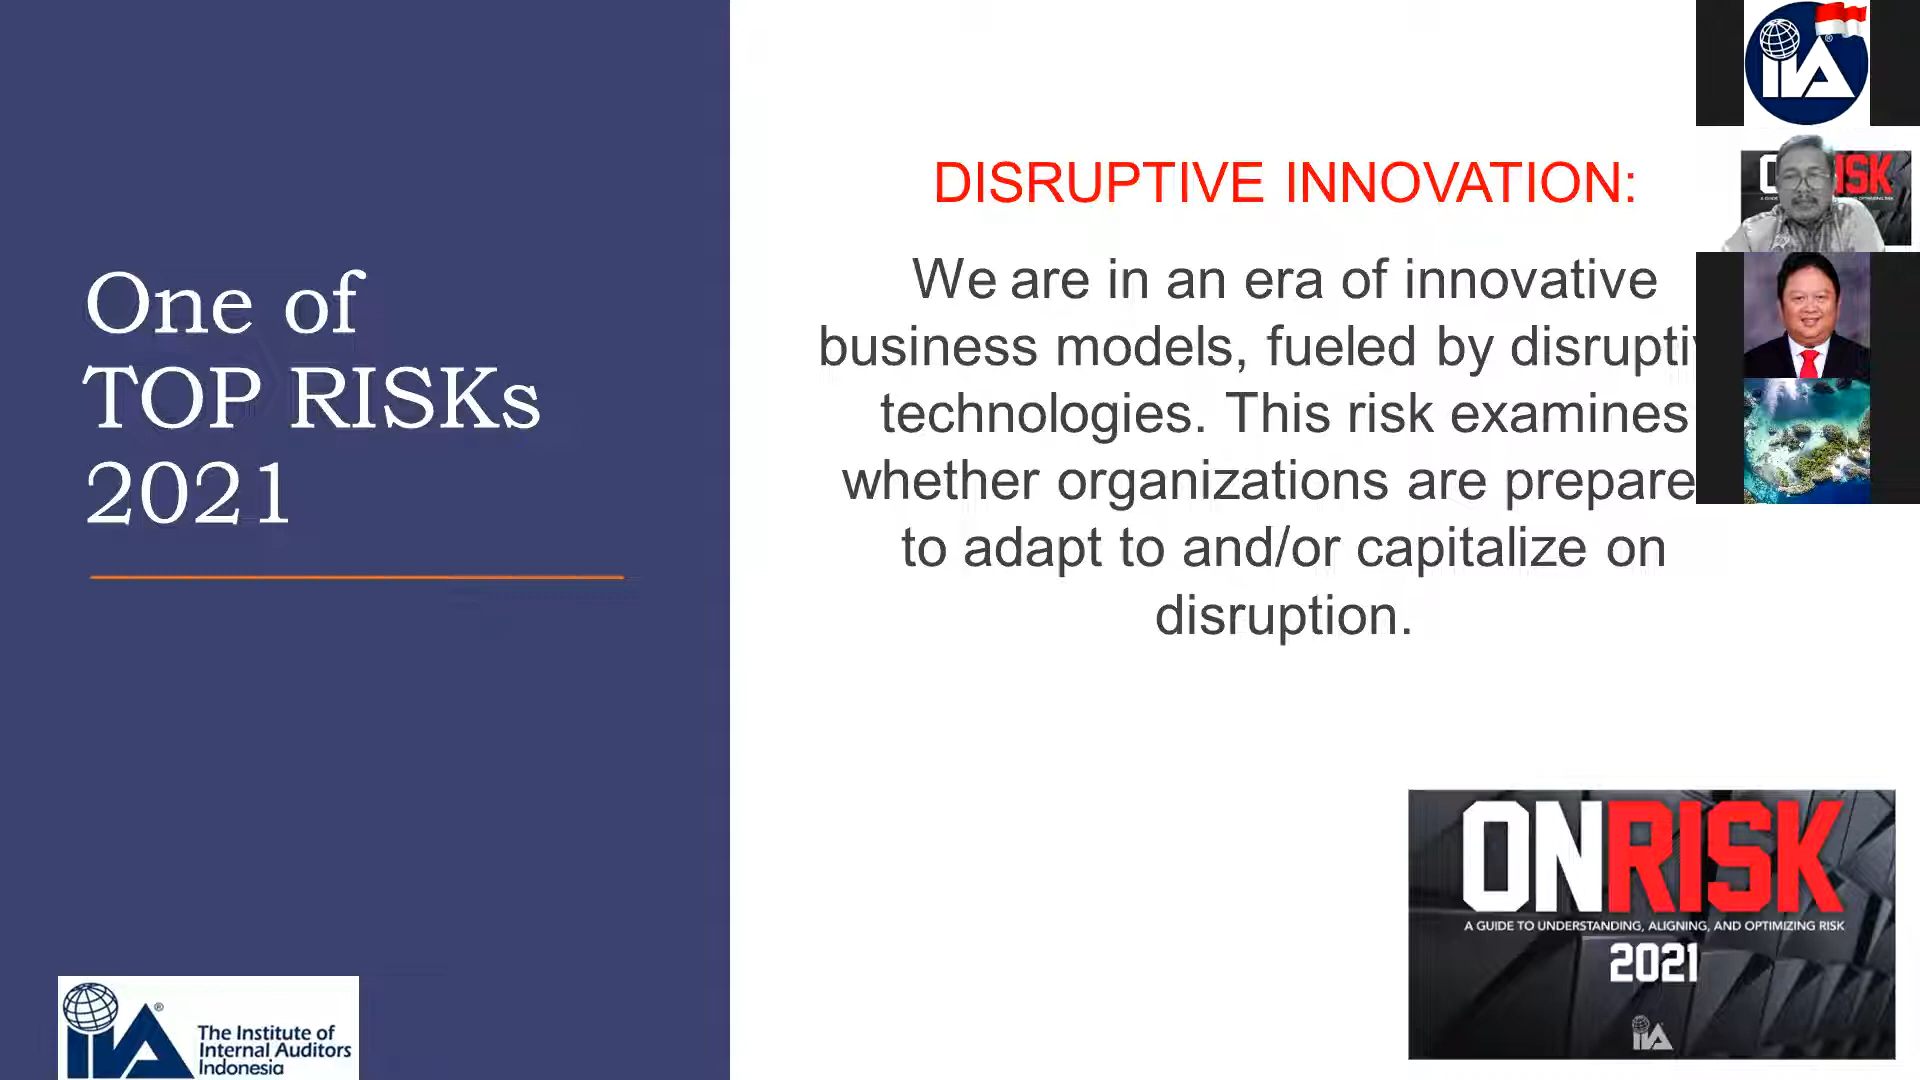 One of
TOP RISKs
2021
DISRUPTIVE INNOVATION:
We are in an era of innovative
business models, fueled by
technologies. This risk examines
whether organizations are
to adapt to and/or capitalize on
disruption.
IIA
ONRISK
A GUIDE TO UNDERSTANDING, ALIGNING, AND OPTIMIZING RISK
2021
IIA
IIA®
The Institute of
Internal Auditors
Indonesia